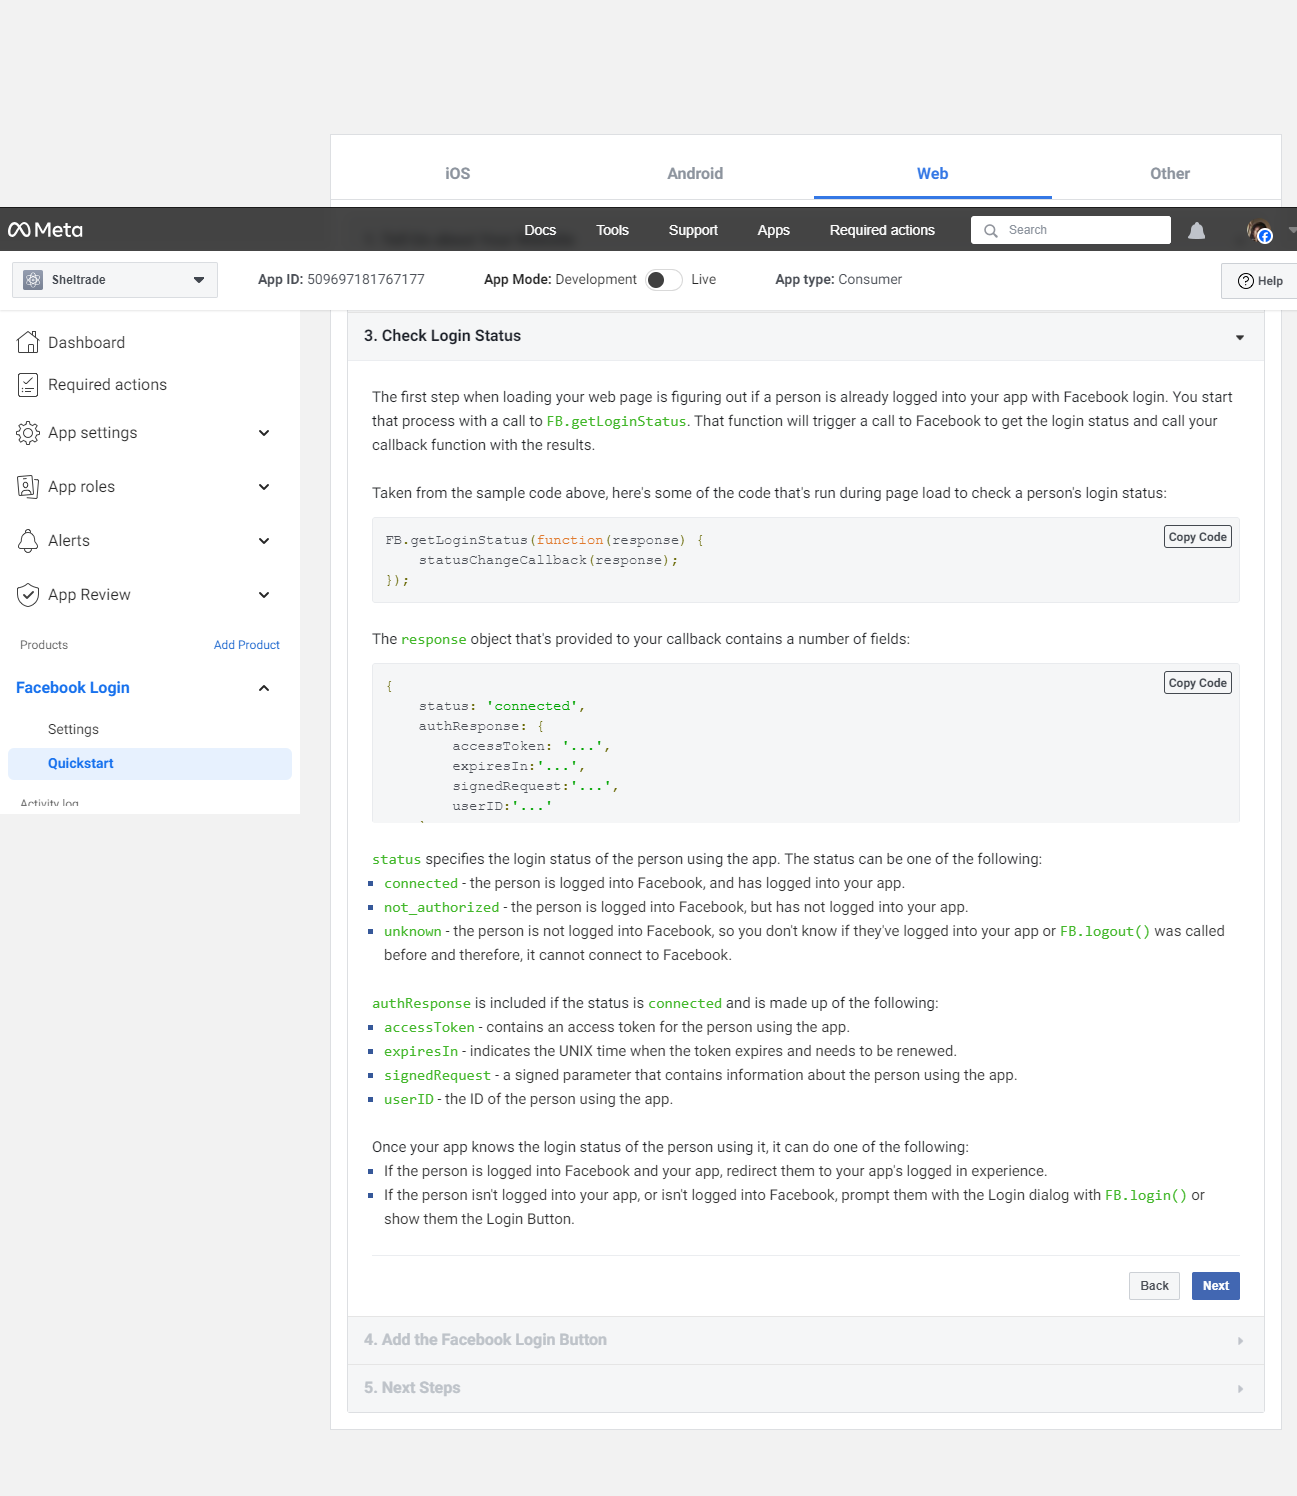 iOS
Android
Web
Other
Meta
Docs
Tools
Support
Apps
Required actions
Search
Sheltrade
App ID: 509697181767177
App Mode: Development
Live
App type: Consumer
Help
Dashboard
Required actions
App settings
App roles
Alerts
App Review
Products
Add Product
Facebook Login
Settings
Quickstart
Activity log
3. Check Login Status
The first step when loading your web page is figuring out if a person is already logged into your app with Facebook login. You start
that process with a call to FB.getLoginStatus. That function will trigger a call to Facebook to get the login status and call your
callback function with the results.
Taken from the sample code above, here's some of the code that's run during page load to check a person's login status:
Copy Code
FB.getLoginStatus(function(response) {
    statusChangeCallback(response);
});
The response object that's provided to your callback contains a number of fields:
Copy Code
{
    status: 'connected',
    authResponse: {
        accessToken: '...',
        expiresIn:'...',
        signedRequest:'...',
        userID:'...'
status specifies the login status of the person using the app. The status can be one of the following:
connected - the person is logged into Facebook, and has logged into your app.
not_authorized - the person is logged into Facebook, but has not logged into your app.
unknown - the person is not logged into Facebook, so you don't know if they've logged into your app or FB.logout() was called
before and therefore, it cannot connect to Facebook.
authResponse is included if the status is connected and is made up of the following:
accessToken - contains an access token for the person using the app.
expiresIn - indicates the UNIX time when the token expires and needs to be renewed.
signedRequest - a signed parameter that contains information about the person using the app.
userID - the ID of the person using the app.
Once your app knows the login status of the person using it, it can do one of the following:
If the person is logged into Facebook and your app, redirect them to your app's logged in experience.
If the person isn't logged into your app, or isn't logged into Facebook, prompt them with the Login dialog with FB.login() or
show them the Login Button.
Back
Next
4. Add the Facebook Login Button
5. Next Steps